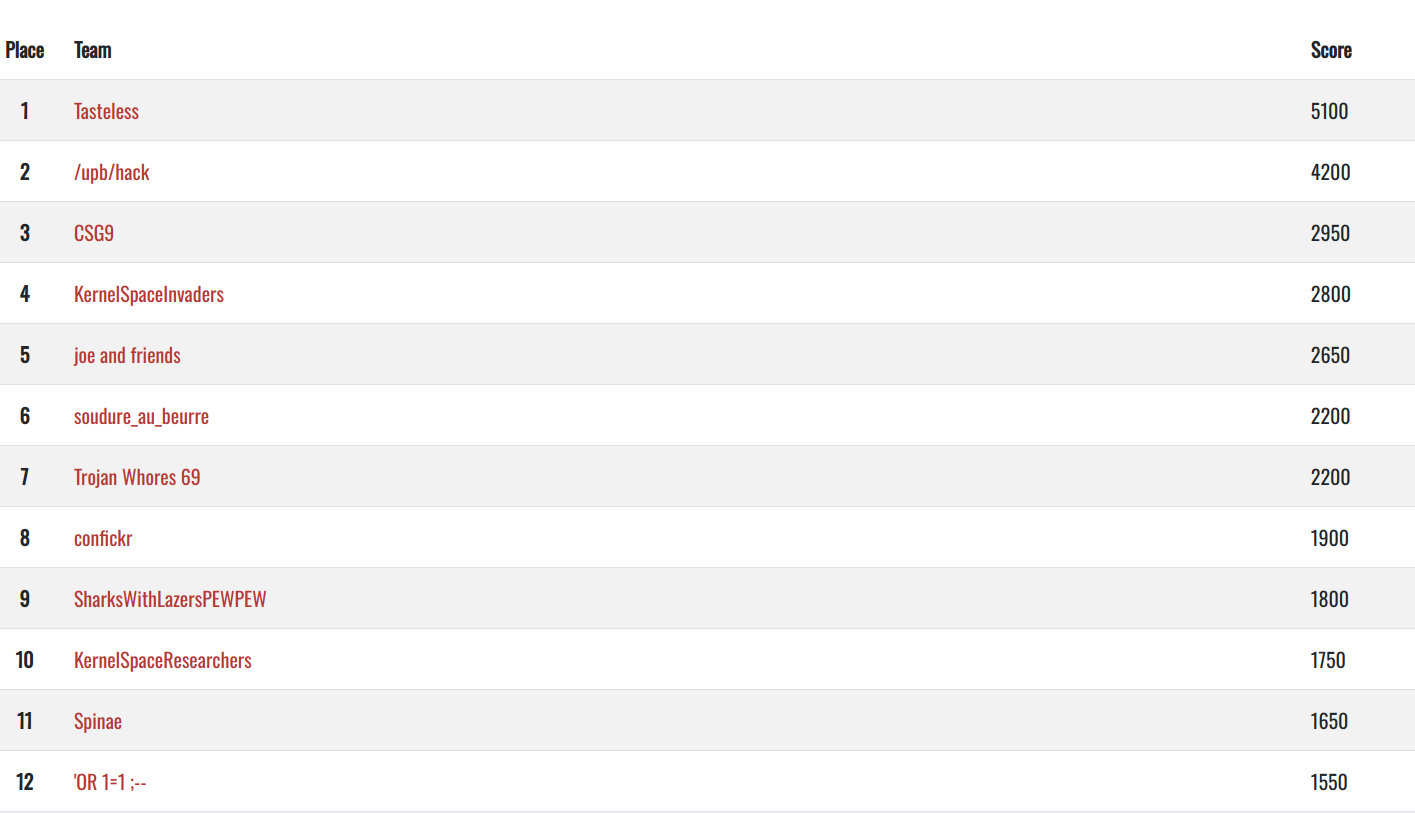 Place Team Score
1 Tasteless 5100
2 /upb/hack 4200
3 CSG9 2950
4 KernelSpaceInvaders 2800
5 joe and friends 2650
6 soudure_au_beurre 2200
7 Trojan Whores 69 2200
8 confickr 1900
9 SharksWithLazersPEWPEW 1800
10 KernelSpaceResearchers 1750
11 Spinae 1650
12 'OR 1=1 ;-- 1550